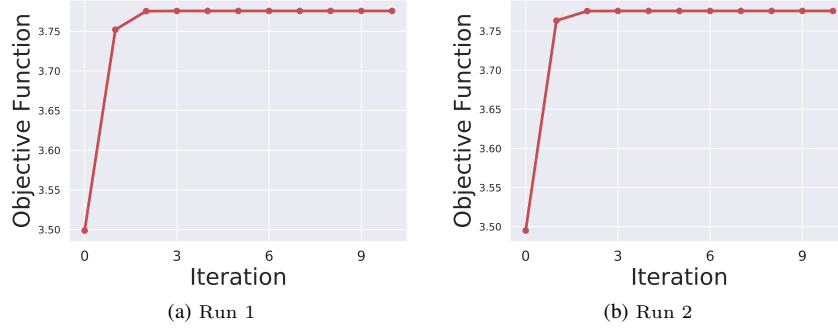 Objective Function
3.75
3.70
3.65
3.60
3.55
3.50
0 3 6 9
Iteration
(a) Run 1
Objective Function
3.75
3.70
3.65
3.60
3.55
3.50
0 3 6 9
Iteration
(b) Run 2